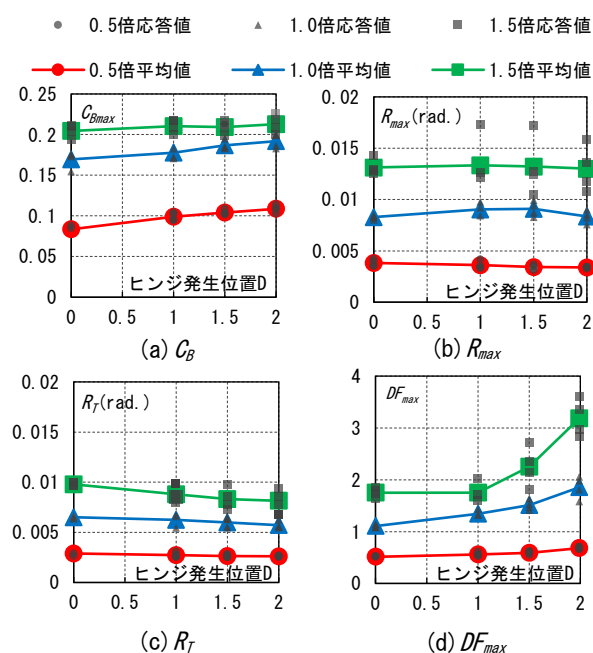 0.5倍応答値 1.0倍応答値 1.5倍応答値
0.5倍平均値 1.0倍平均値 1.5倍平均値
0.25
0.2
0.15
0.1
0.05
0
C_Bmax
ヒンジ発生位置D
0 0.5 1 1.5 2
(a) C_B
0.02
0.015
0.01
0.005
0
R_max(rad.)
ヒンジ発生位置D
0 0.5 1 1.5 2
(b) R_max
0.02
0.015
0.01
0.005
0
R_T(rad.)
ヒンジ発生位置D
0 0.5 1 1.5 2
(c) R_T
4
3
2
1
0
DF_max
ヒンジ発生位置D
0 0.5 1 1.5 2
(d) DF_max